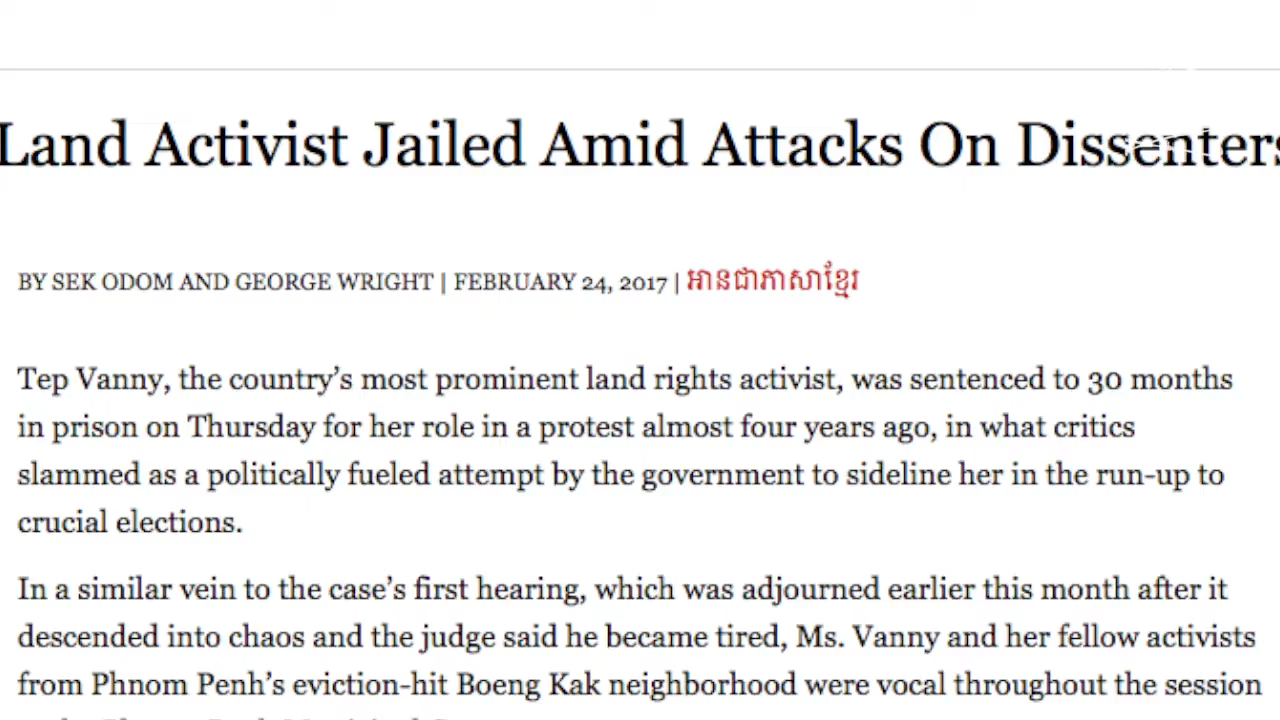 Land Activist Jailed Amid Attacks On Dissenters
BY SEK ODOM AND GEORGE WRIGHT | FEBRUARY 24, 2017 | អានជាភាសាខ្មែរ
Tep Vanny, the country’s most prominent land rights activist, was sentenced to 30 months
in prison on Thursday for her role in a protest almost four years ago, in what critics
slammed as a politically fueled attempt by the government to sideline her in the run-up to
crucial elections.
In a similar vein to the case’s first hearing, which was adjourned earlier this month after it
descended into chaos and the judge said he became tired, Ms. Vanny and her fellow activists
from Phnom Penh’s eviction-hit Boeng Kak neighborhood were vocal throughout the session